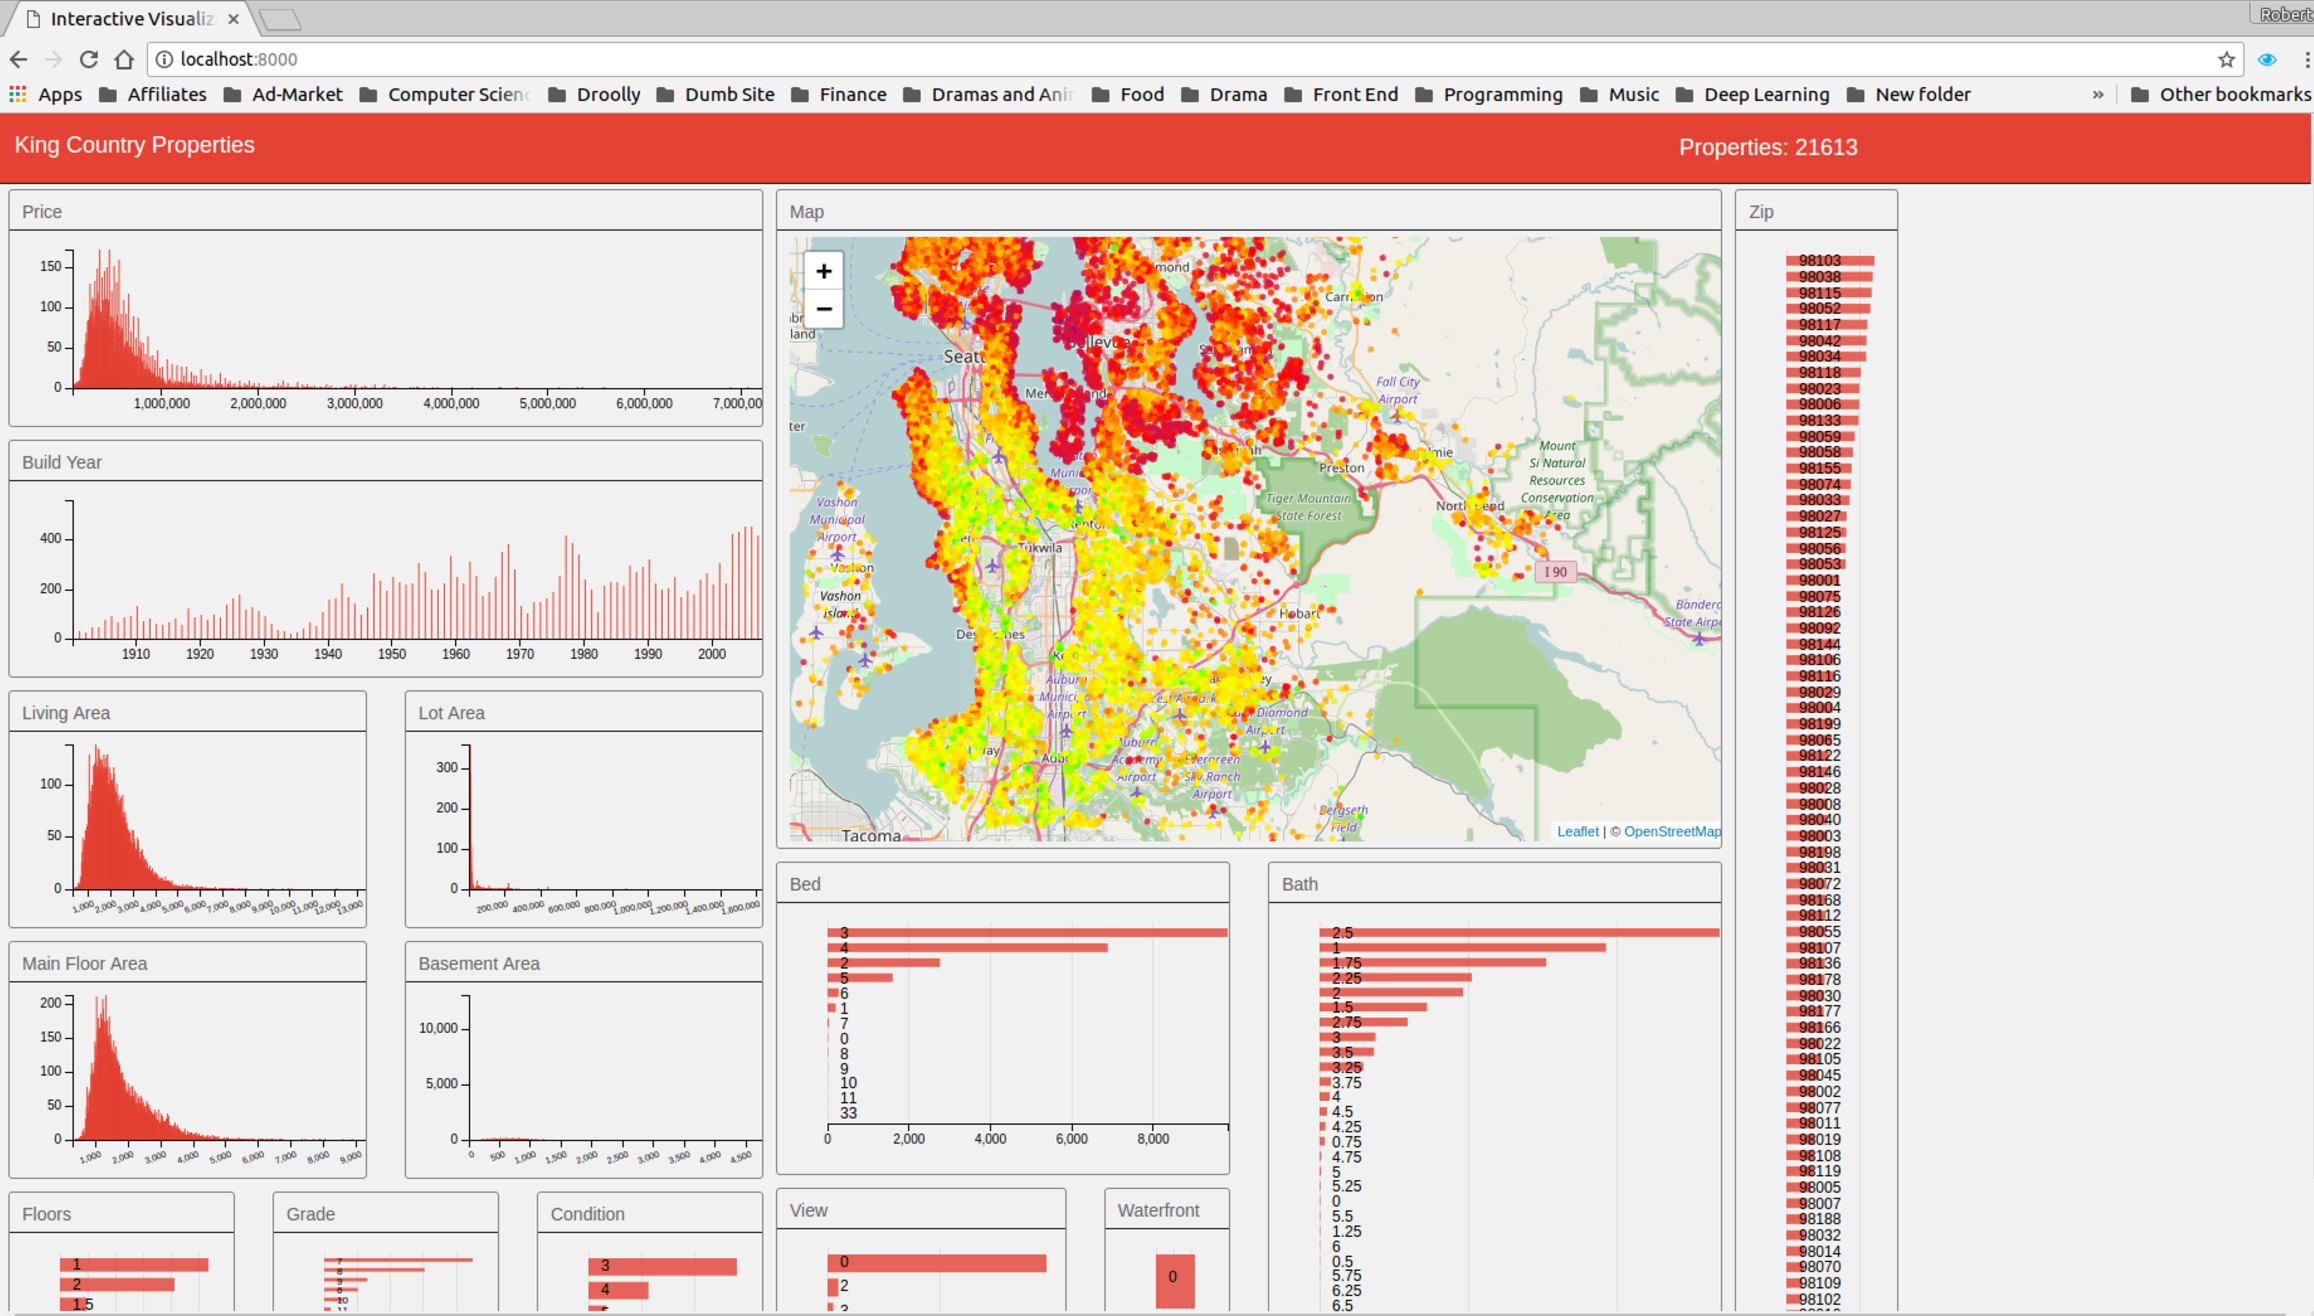 Interactive Visualiz
Robert
localhost:8000
Apps Affiliates Ad-Market Computer Scienc Droolly Dumb Site Finance Dramas and Ani Food Drama Front End Programming Music Deep Learning New folder » Other bookmarks
King Country Properties
Properties: 21613
Price
150
100
50
0
1,000,000 2,000,000 3,000,000 4,000,000 5,000,000 6,000,000 7,000,00
Build Year
400
200
0
1910 1920 1930 1940 1950 1960 1970 1980 1990 2000
Living Area
100
50
0
1,000 2,000 3,000 4,000 5,000 6,000 7,000 8,000 9,000 10,000 11,000 12,000 13,000
Lot Area
300
200
100
0
200,000 400,000 600,000 800,000 1,000,000 1,200,000 1,400,000 1,600,000
Main Floor Area
200
150
100
50
0
1,000 2,000 3,000 4,000 5,000 6,000 7,000 8,000 9,000
Basement Area
10,000
5,000
0
0 500 1,000 1,500 2,000 2,500 3,000 3,500 4,000 4,500
Floors
1
2
1.5
Grade
7
8
9
6
10
11
Condition
3
4
Map
+
−
mond
Carn
land
Seatt
Bellevue
Fall City
Airport
ter
Preston
Mount
Si Natural
Resources
Conservation
Area
Tiger Mountain
State Forest
North Bend
Vashon
Municipal
Airport
Tukwila
Vashon
I 90
Vashon
Island
Hobart
Bandera
State Airpo
Des Moines
Auburn
Municip
Airport
Diamond
Airport
way
Aubu
Auburn
Academy
Airport
Evergreen
Sky Ranch
Airport
Bergseth
Field
Tacoma
Leaflet | © OpenStreetMap
Bed
3
4
2
5
6
1
7
0
8
9
10
11
33
0 2,000 4,000 6,000 8,000
Bath
2.5
1
1.75
2.25
2
1.5
2.75
3
3.5
3.25
3.75
4
4.5
4.25
0.75
4.75
5
5.25
0
5.5
1.25
6
0.5
5.75
6.25
6.5
View
0
2
3
Waterfront
0
Zip
98103
98038
98115
98052
98117
98042
98034
98118
98023
98006
98133
98059
98058
98155
98074
98033
98027
98125
98056
98053
98001
98075
98126
98092
98144
98106
98116
98029
98004
98199
98065
98122
98146
98028
98008
98040
98003
98198
98031
98072
98168
98112
98055
98107
98136
98178
98030
98177
98166
98022
98105
98045
98002
98077
98011
98019
98108
98119
98005
98007
98188
98032
98014
98070
98109
98102